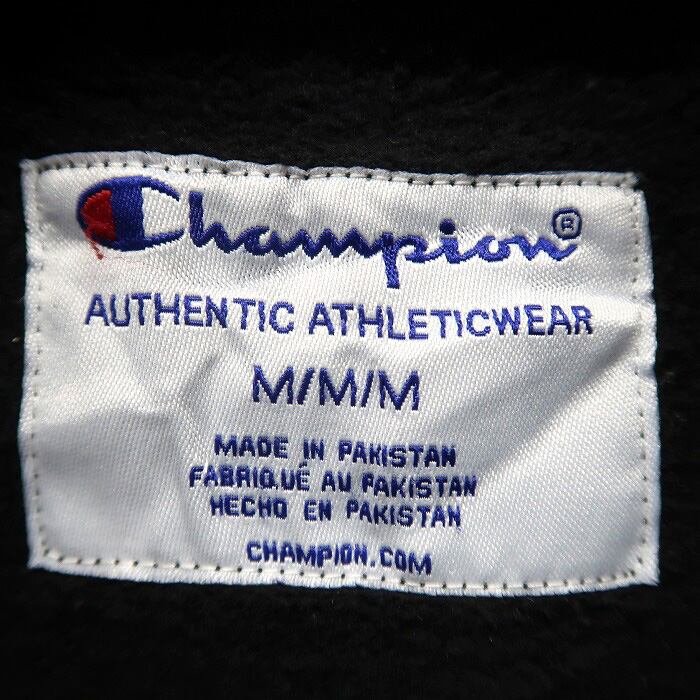 Champion®
AUTHENTIC ATHLETICWEAR
M/M/M
MADE IN PAKISTAN
FABRIQUÉ AU PAKISTAN
HECHO EN PAKISTAN
CHAMPION.COM